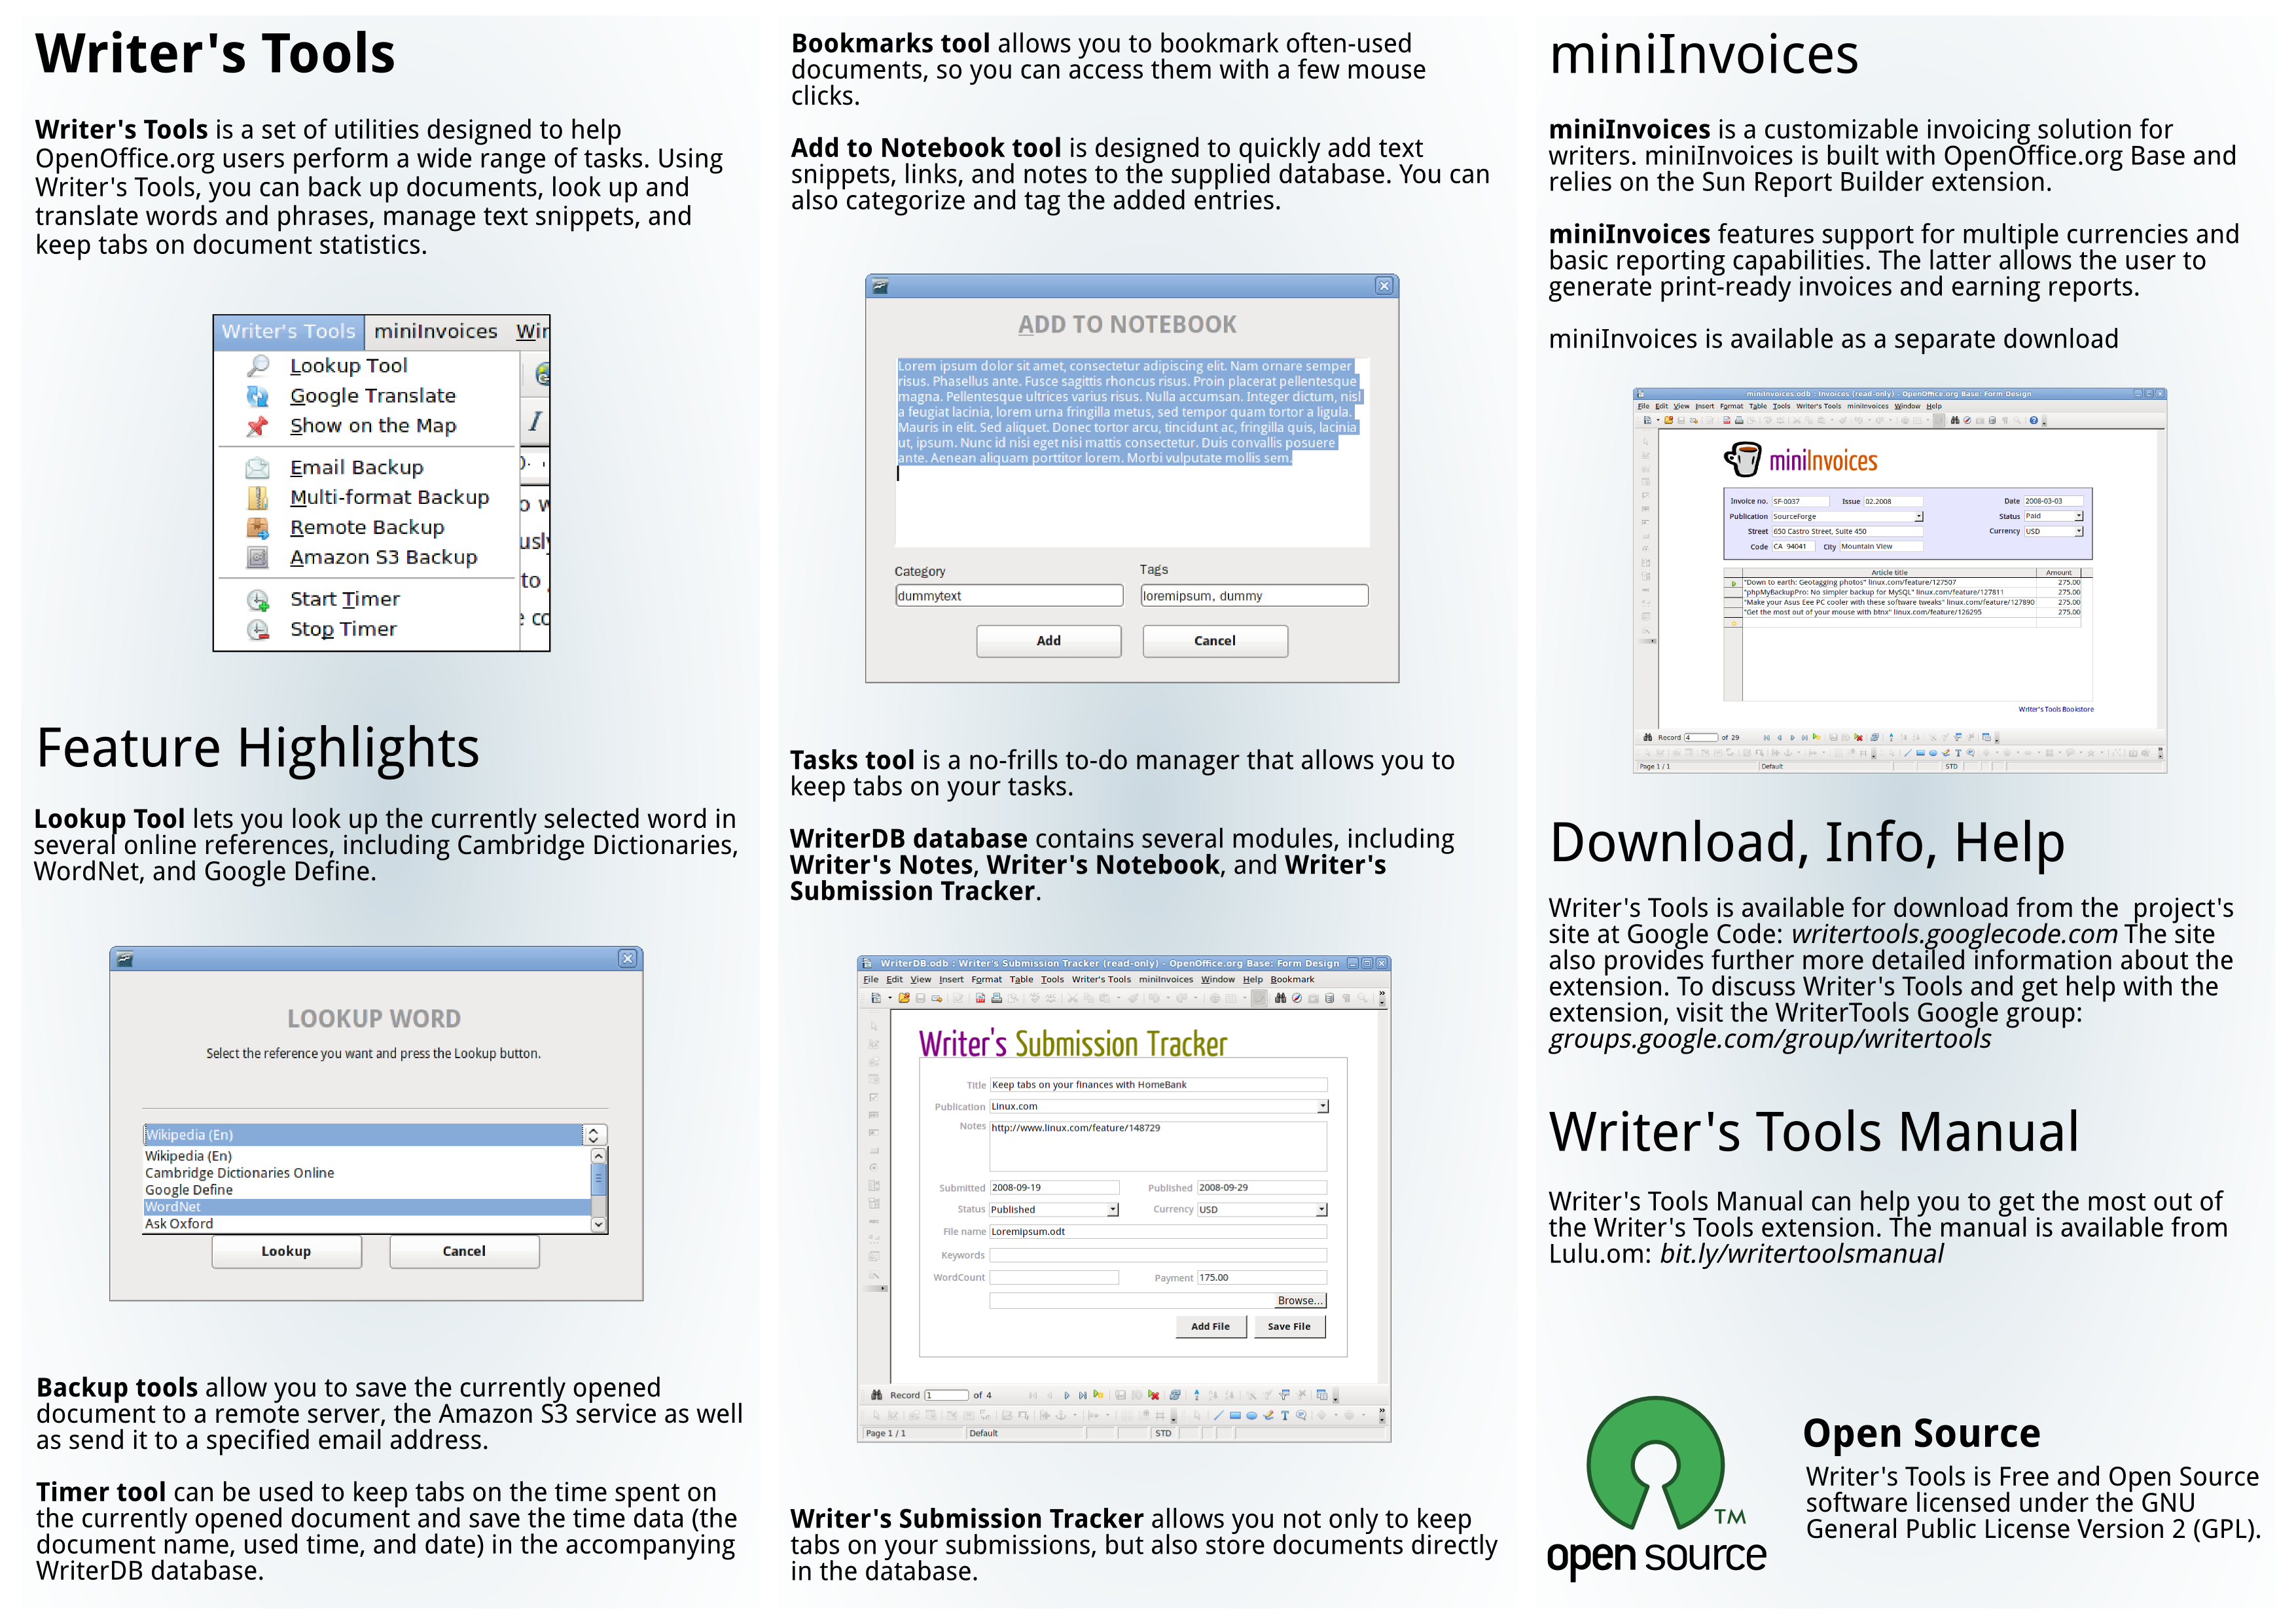 Writer's Tools
Writer's Tools is a set of utilities designed to help
OpenOffice.org users perform a wide range of tasks. Using
Writer's Tools, you can back up documents, look up and
translate words and phrases, manage text snippets, and
keep tabs on document statistics.
Writer's Tools miniInvoices Wir
Lookup Tool
Google Translate
Show on the Map
Email Backup
Multi-format Backup
Remote Backup
Amazon S3 Backup
Start Timer
Stop Timer
Feature Highlights
Lookup Tool lets you look up the currently selected word in
several online references, including Cambridge Dictionaries,
WordNet, and Google Define.
LOOKUP WORD
Select the reference you want and press the Lookup button.
Wikipedia (En)
Wikipedia (En)
Cambridge Dictionaries Online
Google Define
WordNet
Ask Oxford
Lookup Cancel
Backup tools allow you to save the currently opened
document to a remote server, the Amazon S3 service as well
as send it to a specified email address.
Timer tool can be used to keep tabs on the time spent on
the currently opened document and save the time data (the
document name, used time, and date) in the accompanying
WriterDB database.
Bookmarks tool allows you to bookmark often-used
documents, so you can access them with a few mouse
clicks.
Add to Notebook tool is designed to quickly add text
snippets, links, and notes to the supplied database. You can
also categorize and tag the added entries.
ADD TO NOTEBOOK
Lorem ipsum dolor sit amet, consectetur adipiscing elit. Nam ornare semper
risus. Phasellus ante. Fusce sagittis rhoncus risus. Proin placerat pellentesque
magna. Pellentesque ultrices varius risus. Nulla accumsan. Integer dictum, nisl
a feugiat lacinia, lorem urna fringilla metus, sed tempor quam tortor a ligula.
Mauris in elit. Sed aliquet. Donec tortor arcu, tincidunt ac, fringilla quis, lacinia
ut, ipsum. Nunc id nisi eget nisi mattis consectetur. Duis convallis posuere
ante. Aenean aliquam porttitor lorem. Morbi vulputate mollis sem.
Category Tags
dummytext loremipsum, dummy
Add Cancel
Tasks tool is a no-frills to-do manager that allows you to
keep tabs on your tasks.
WriterDB database contains several modules, including
Writer's Notes, Writer's Notebook, and Writer's
Submission Tracker.
WriterDB.odb : Writer's Submission Tracker (read-only) - OpenOffice.org Base: Form Design
File Edit View Insert Format Table Tools Writer's Tools miniInvoices Window Help Bookmark
Writer's Submission Tracker
Title Keep tabs on your finances with HomeBank
Publication Linux.com
Notes http://www.linux.com/feature/148729
Submitted 2008-09-19 Published 2008-09-29
Status Published Currency USD
File name LoremIpsum.odt
Keywords
WordCount Payment 175.00
Browse...
Add File Save File
Record 1 of 4
Page 1 / 1 Default STD
Writer's Submission Tracker allows you not only to keep
tabs on your submissions, but also store documents directly
in the database.
miniInvoices
miniInvoices is a customizable invoicing solution for
writers. miniInvoices is built with OpenOffice.org Base and
relies on the Sun Report Builder extension.
miniInvoices features support for multiple currencies and
basic reporting capabilities. The latter allows the user to
generate print-ready invoices and earning reports.
miniInvoices is available as a separate download
miniInvoices.odb : Invoices (read-only) - OpenOffice.org Base: Form Design
File Edit View Insert Format Table Tools Writer's Tools miniInvoices Window Help
miniInvoices
Invoice no. SF-0037 Issue 02.2008 Date 2008-03-03
Publication SourceForge Status Paid
Street 650 Castro Street, Suite 450 Currency USD
Code CA 94041 City Mountain View
Article title Amount
"Down to earth: Geotagging photos" linux.com/feature/127507 275.00
"phpMyBackupPro: No simpler backup for MySQL" linux.com/feature/127811 275.00
"Make your Asus Eee PC cooler with these software tweaks" linux.com/feature/127890 275.00
"Get the most out of your mouse with btnx" linux.com/feature/126295 275.00
Writer's Tools Bookstore
Record 4 of 29
Page 1 / 1 Default STD
Download, Info, Help
Writer's Tools is available for download from the  project's
site at Google Code: writertools.googlecode.com The site
also provides further more detailed information about the
extension. To discuss Writer's Tools and get help with the
extension, visit the WriterTools Google group:
groups.google.com/group/writertools
Writer's Tools Manual
Writer's Tools Manual can help you to get the most out of
the Writer's Tools extension. The manual is available from
Lulu.om: bit.ly/writertoolsmanual
TM
open source
Open Source
Writer's Tools is Free and Open Source
software licensed under the GNU
General Public License Version 2 (GPL).